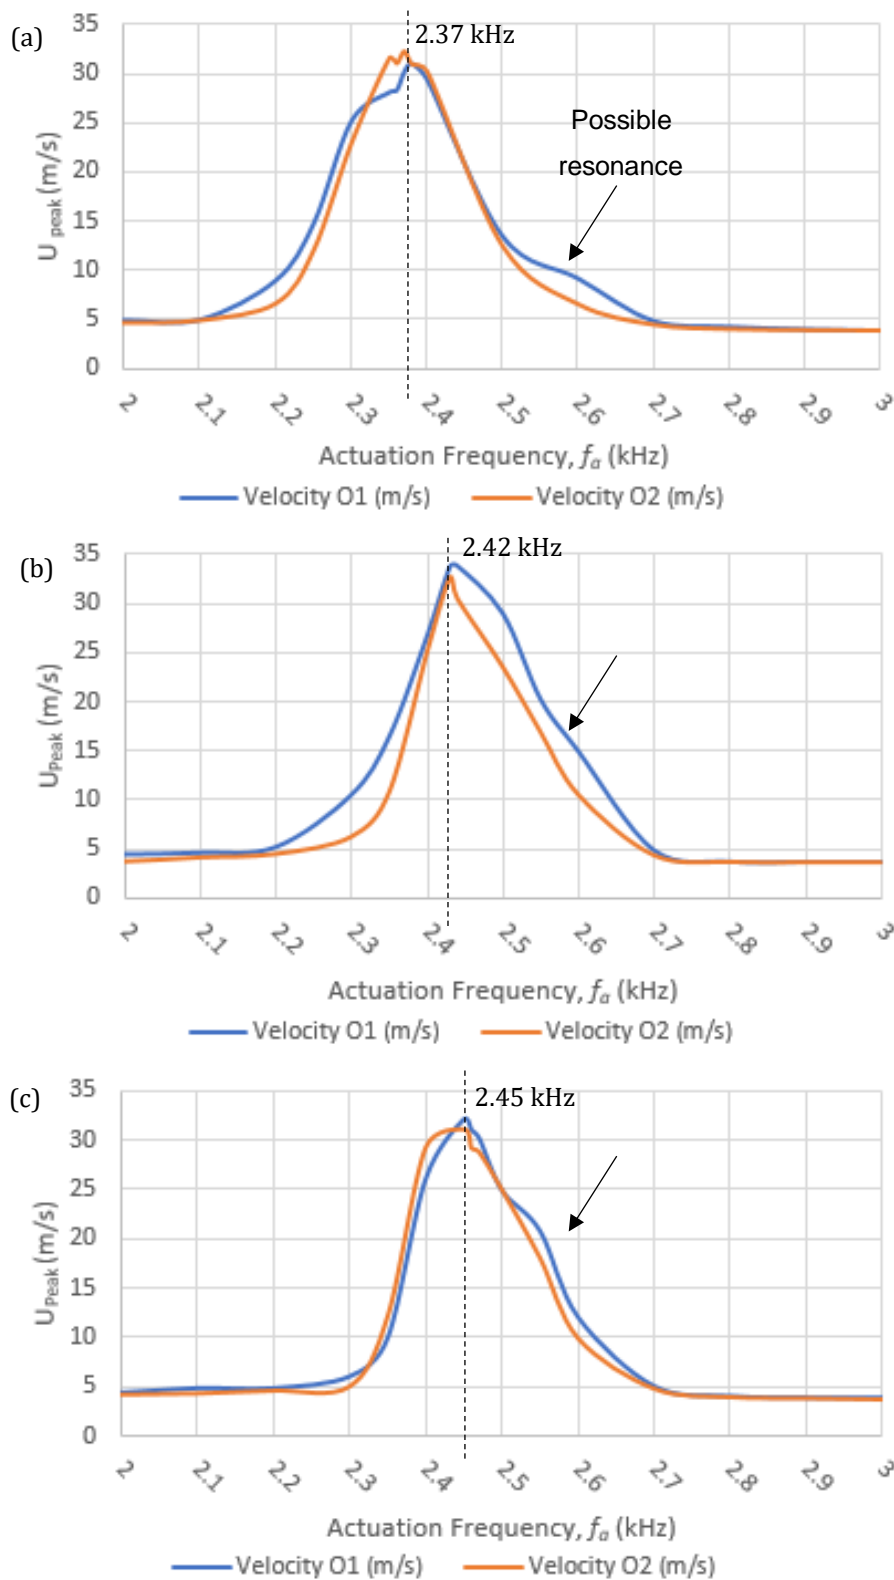 (a)
2.37 kHz
Possible
resonance
U peak (m/s)
35
30
25
20
15
10
5
0
2 2.1 2.2 2.3 2.4 2.5 2.6 2.7 2.8 2.9 3
Actuation Frequency, fa (kHz)
Velocity O1 (m/s) Velocity O2 (m/s)
(b)
2.42 kHz
UPeak (m/s)
35
30
25
20
15
10
5
0
2 2.1 2.2 2.3 2.4 2.5 2.6 2.7 2.8 2.9 3
Actuation Frequency, fa (kHz)
Velocity O1 (m/s) Velocity O2 (m/s)
(c)
2.45 kHz
UPeak (m/s)
35
30
25
20
15
10
5
0
2 2.1 2.2 2.3 2.4 2.5 2.6 2.7 2.8 2.9 3
Actuation Frequency, fa (kHz)
Velocity O1 (m/s) Velocity O2 (m/s)